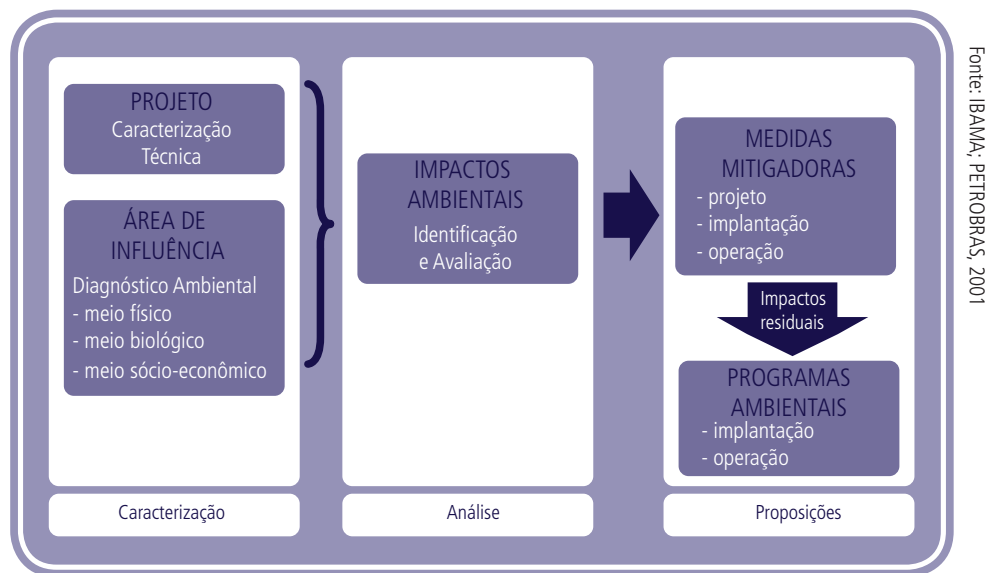 PROJETO
Caracterização
Técnica
ÁREA DE
INFLUÊNCIA
Diagnóstico Ambiental
- meio físico
- meio biológico
- meio sócio-econômico
Caracterização
IMPACTOS
AMBIENTAIS
Identificação
e Avaliação
Análise
MEDIDAS
MITIGADORAS
- projeto
- implantação
- operação
Impactos
residuais
PROGRAMAS
AMBIENTAIS
- implantação
- operação
Proposições
Fonte: IBAMA; PETROBRAS, 2001